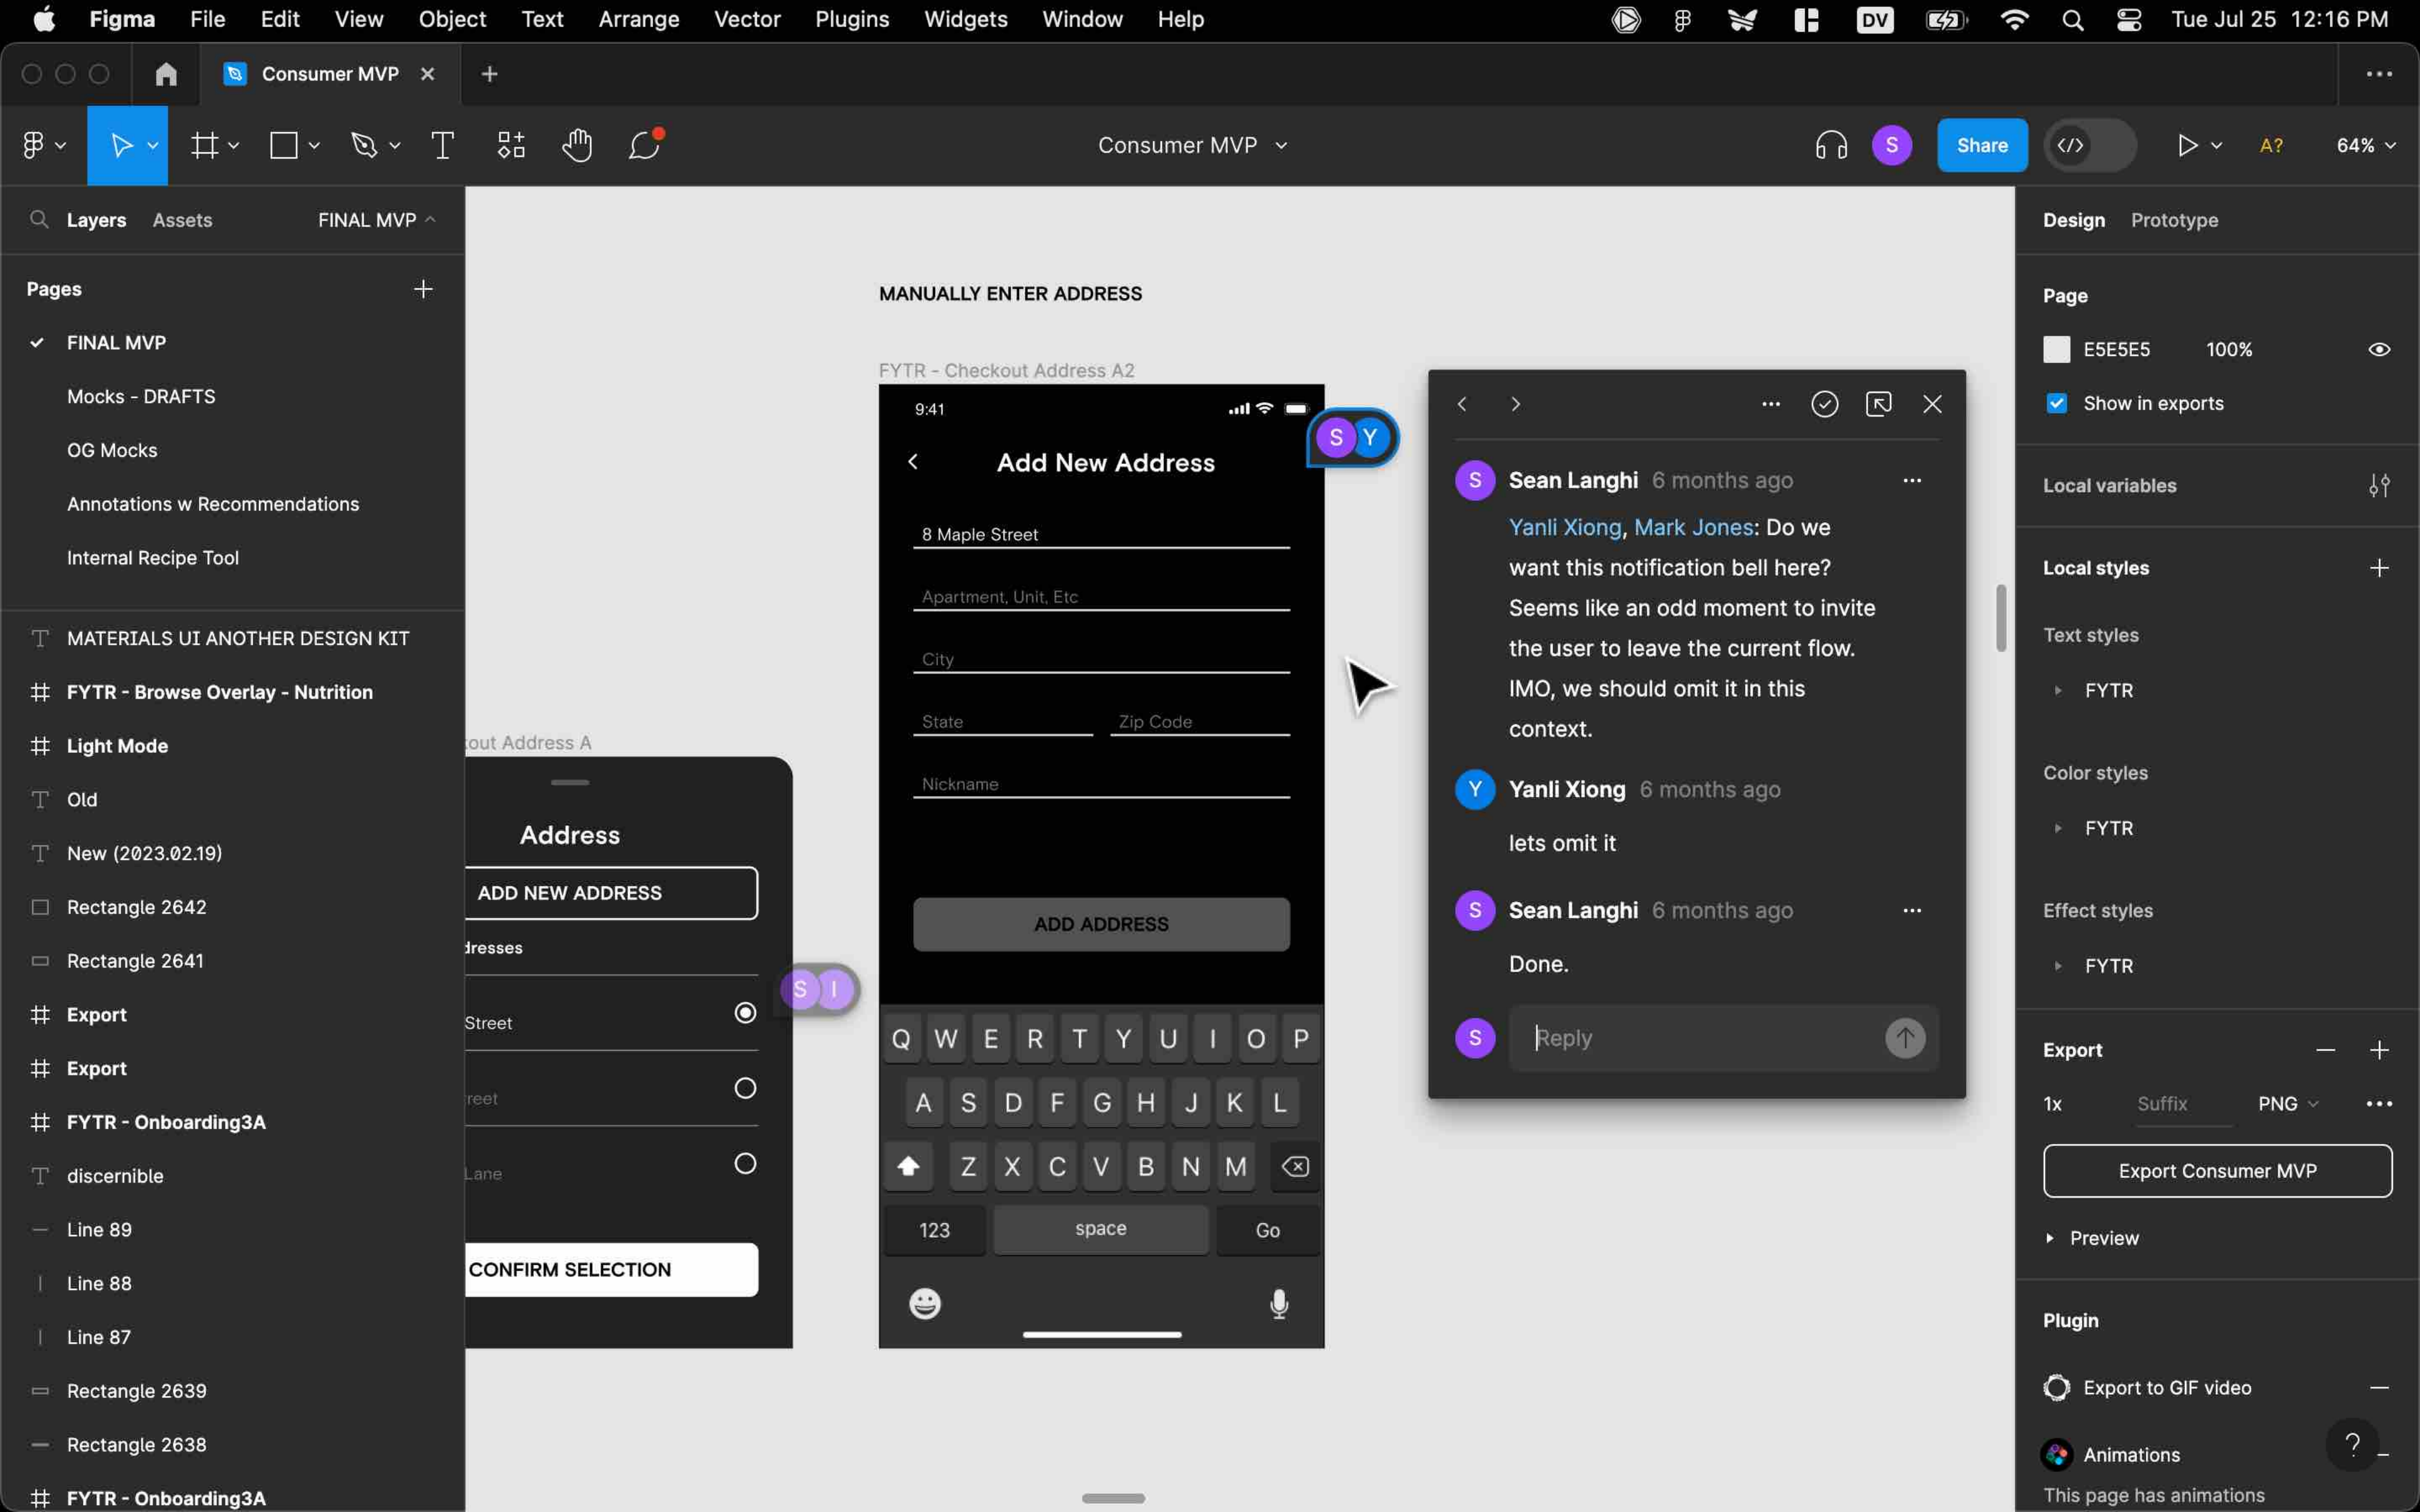 Figma File Edit View Object Text Arrange Vector Plugins Widgets Window Help DV Tue Jul 25 12:16 PM
Consumer MVP
Consumer MVP S Share A? 64%
Layers Assets FINAL MVP
Pages
FINAL MVP
Mocks - DRAFTS
OG Mocks
Annotations w Recommendations
Internal Recipe Tool
MATERIALS UI ANOTHER DESIGN KIT
FYTR - Browse Overlay - Nutrition
Light Mode
Old
New (2023.02.19)
Rectangle 2642
Rectangle 2641
Export
Export
FYTR - Onboarding3A
discernible
Line 89
Line 88
Line 87
Rectangle 2639
Rectangle 2638
FYTR - Onboarding3A
out Address A
Address
ADD NEW ADDRESS
dresses
Street
reet
Lane
CONFIRM SELECTION
S I
MANUALLY ENTER ADDRESS
FYTR - Checkout Address A2
9:41
S Y
Add New Address
8 Maple Street
Apartment, Unit, Etc
City
State Zip Code
Nickname
ADD ADDRESS
Q W E R T Y U I O P
A S D F G H J K L
Z X C V B N M
123 space Go
S Sean Langhi 6 months ago
Yanli Xiong, Mark Jones: Do we
want this notification bell here?
Seems like an odd moment to invite
the user to leave the current flow.
IMO, we should omit it in this
context.
Y Yanli Xiong 6 months ago
lets omit it
S Sean Langhi 6 months ago
Done.
S Reply
Design Prototype
Page
E5E5E5 100%
Show in exports
Local variables
Local styles
Text styles
FYTR
Color styles
FYTR
Effect styles
FYTR
Export
1x Suffix PNG
Export Consumer MVP
Preview
Plugin
Export to GIF video
Animations
?
This page has animations